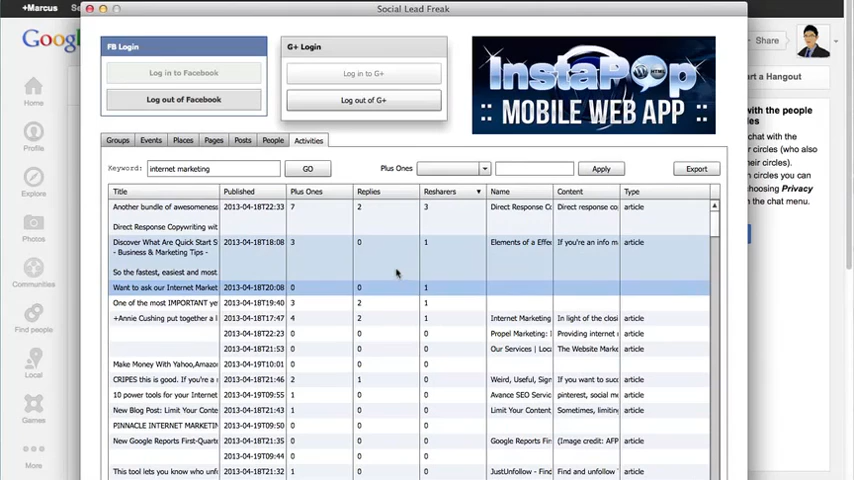 +Marcus
Social Lead Freak
Google
Share
Start a Hangout
Home
Profile
Explore
Photos
Communities
Find people
Local
Games
More
with the people
circles
chat with the
their circles (who also
their circles).
choosing Privacy
the chat menu.
FB Login
Log in to Facebook
Log out of Facebook
G+ Login
Log in to G+
Log out of G+
InstaPop
WordPress HTML
:: MOBILE WEB APP ::
Groups Events Places Pages Posts People Activities
Keyword: internet marketing GO Plus Ones Apply Export
Title Published Plus Ones Replies Resharers Name Content Type
Another bundle of awesomeness 2013-04-18T22:33 7 2 3 Direct Response Co Direct response co article
Direct Response Copywriting wit
Discover What Are Quick Start S 2013-04-18T18:08 3 0 1 Elements of a Effe If you're an info m article
- Business & Marketing Tips -
So the fastest, easiest and most
Want to ask our Internet Market 2013-04-18T20:08 0 0 1
One of the most IMPORTANT ye 2013-04-18T19:40 3 2 1
+Annie Cushing put together a l 2013-04-18T17:47 4 2 1 Internet Marketing In light of the closi article
2013-04-18T22:23 0 0 0 Propel Marketing: I Providing internet article
2013-04-18T21:53 0 0 0 Our Services | Loca The Website Marke article
Make Money With Yahoo,Amazo 2013-04-19T10:01 0 0 0
CRIPES this is good. If you're a 2013-04-18T21:46 2 1 0 Weird, Useful, Sign If you want to suc article
10 power tools for your Internet 2013-04-19T09:55 1 0 0 Avance SEO Service pinterest, social me article
New Blog Post: Limit Your Conte 2013-04-18T21:43 1 0 0 Limit Your Content Sometimes, limiting article
PINNACLE INTERNET MARKETIN 2013-04-19T09:51 0 0 0
New Google Reports First-Quarte 2013-04-18T21:35 0 0 0 Google Reports Firs (Image credit: AFP article
2013-04-19T09:44 0 0 0
This tool lets you know who unf 2013-04-18T21:32 1 0 0 JustUnfollow - Find Find and unfollow T article